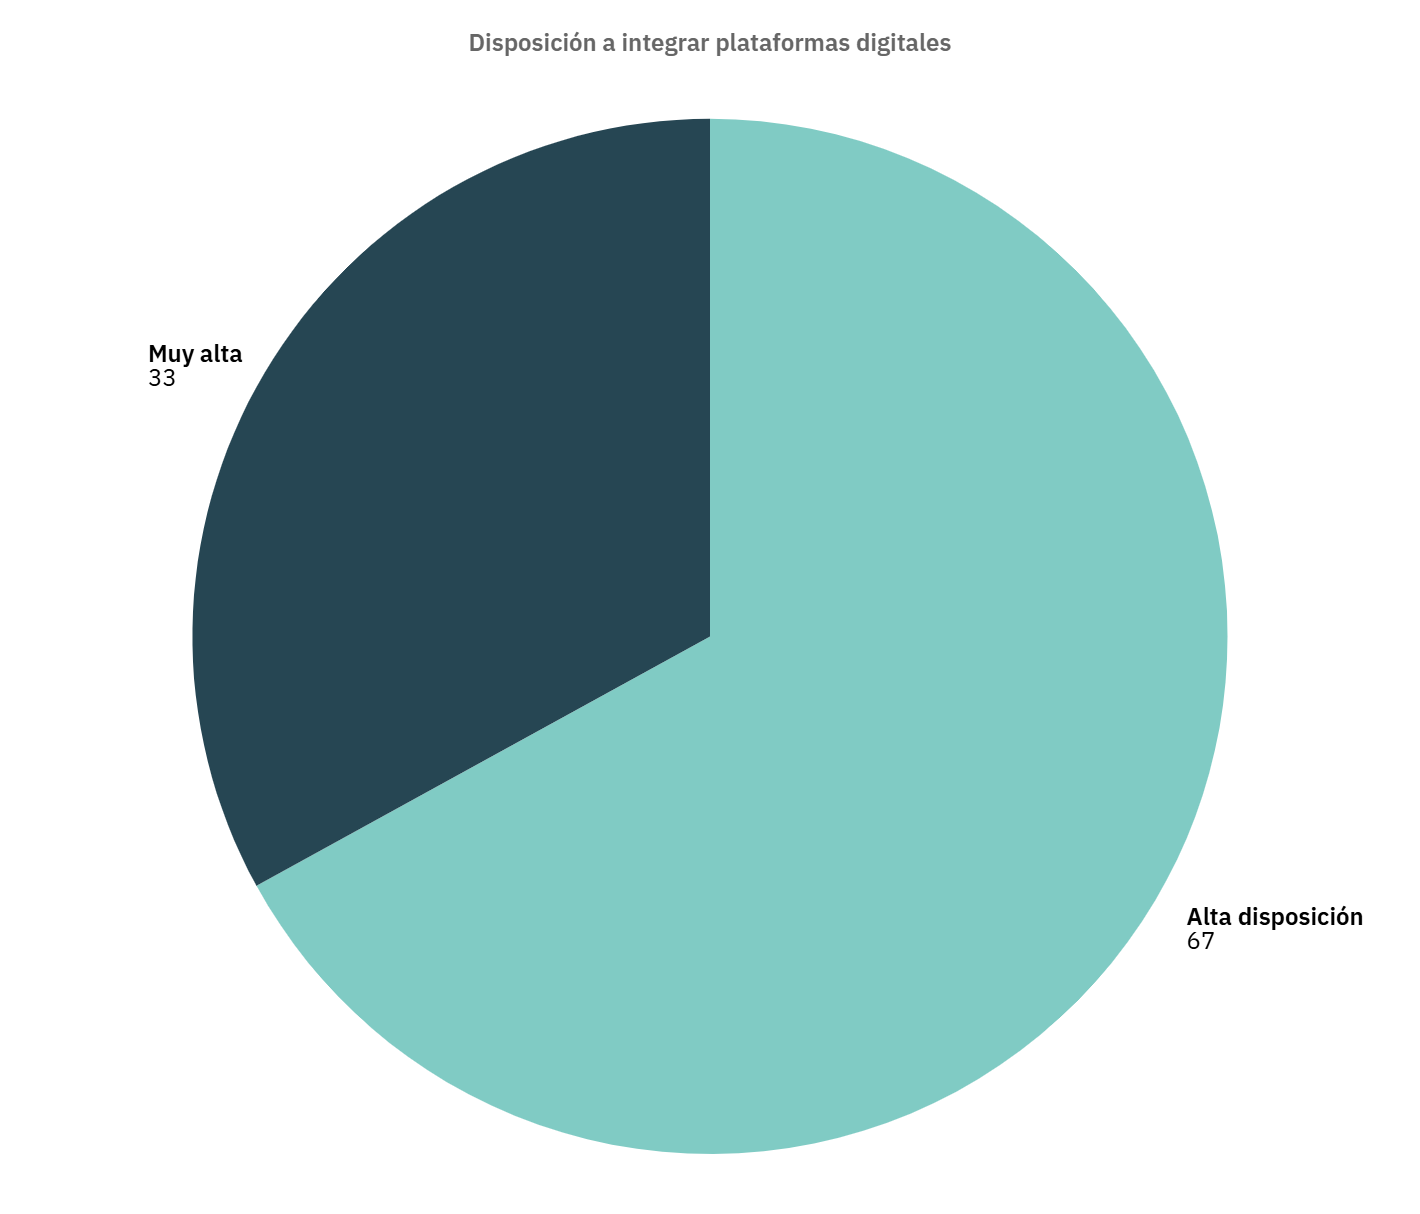 Disposición a integrar plataformas digitales
Muy alta
33
Alta disposición
67